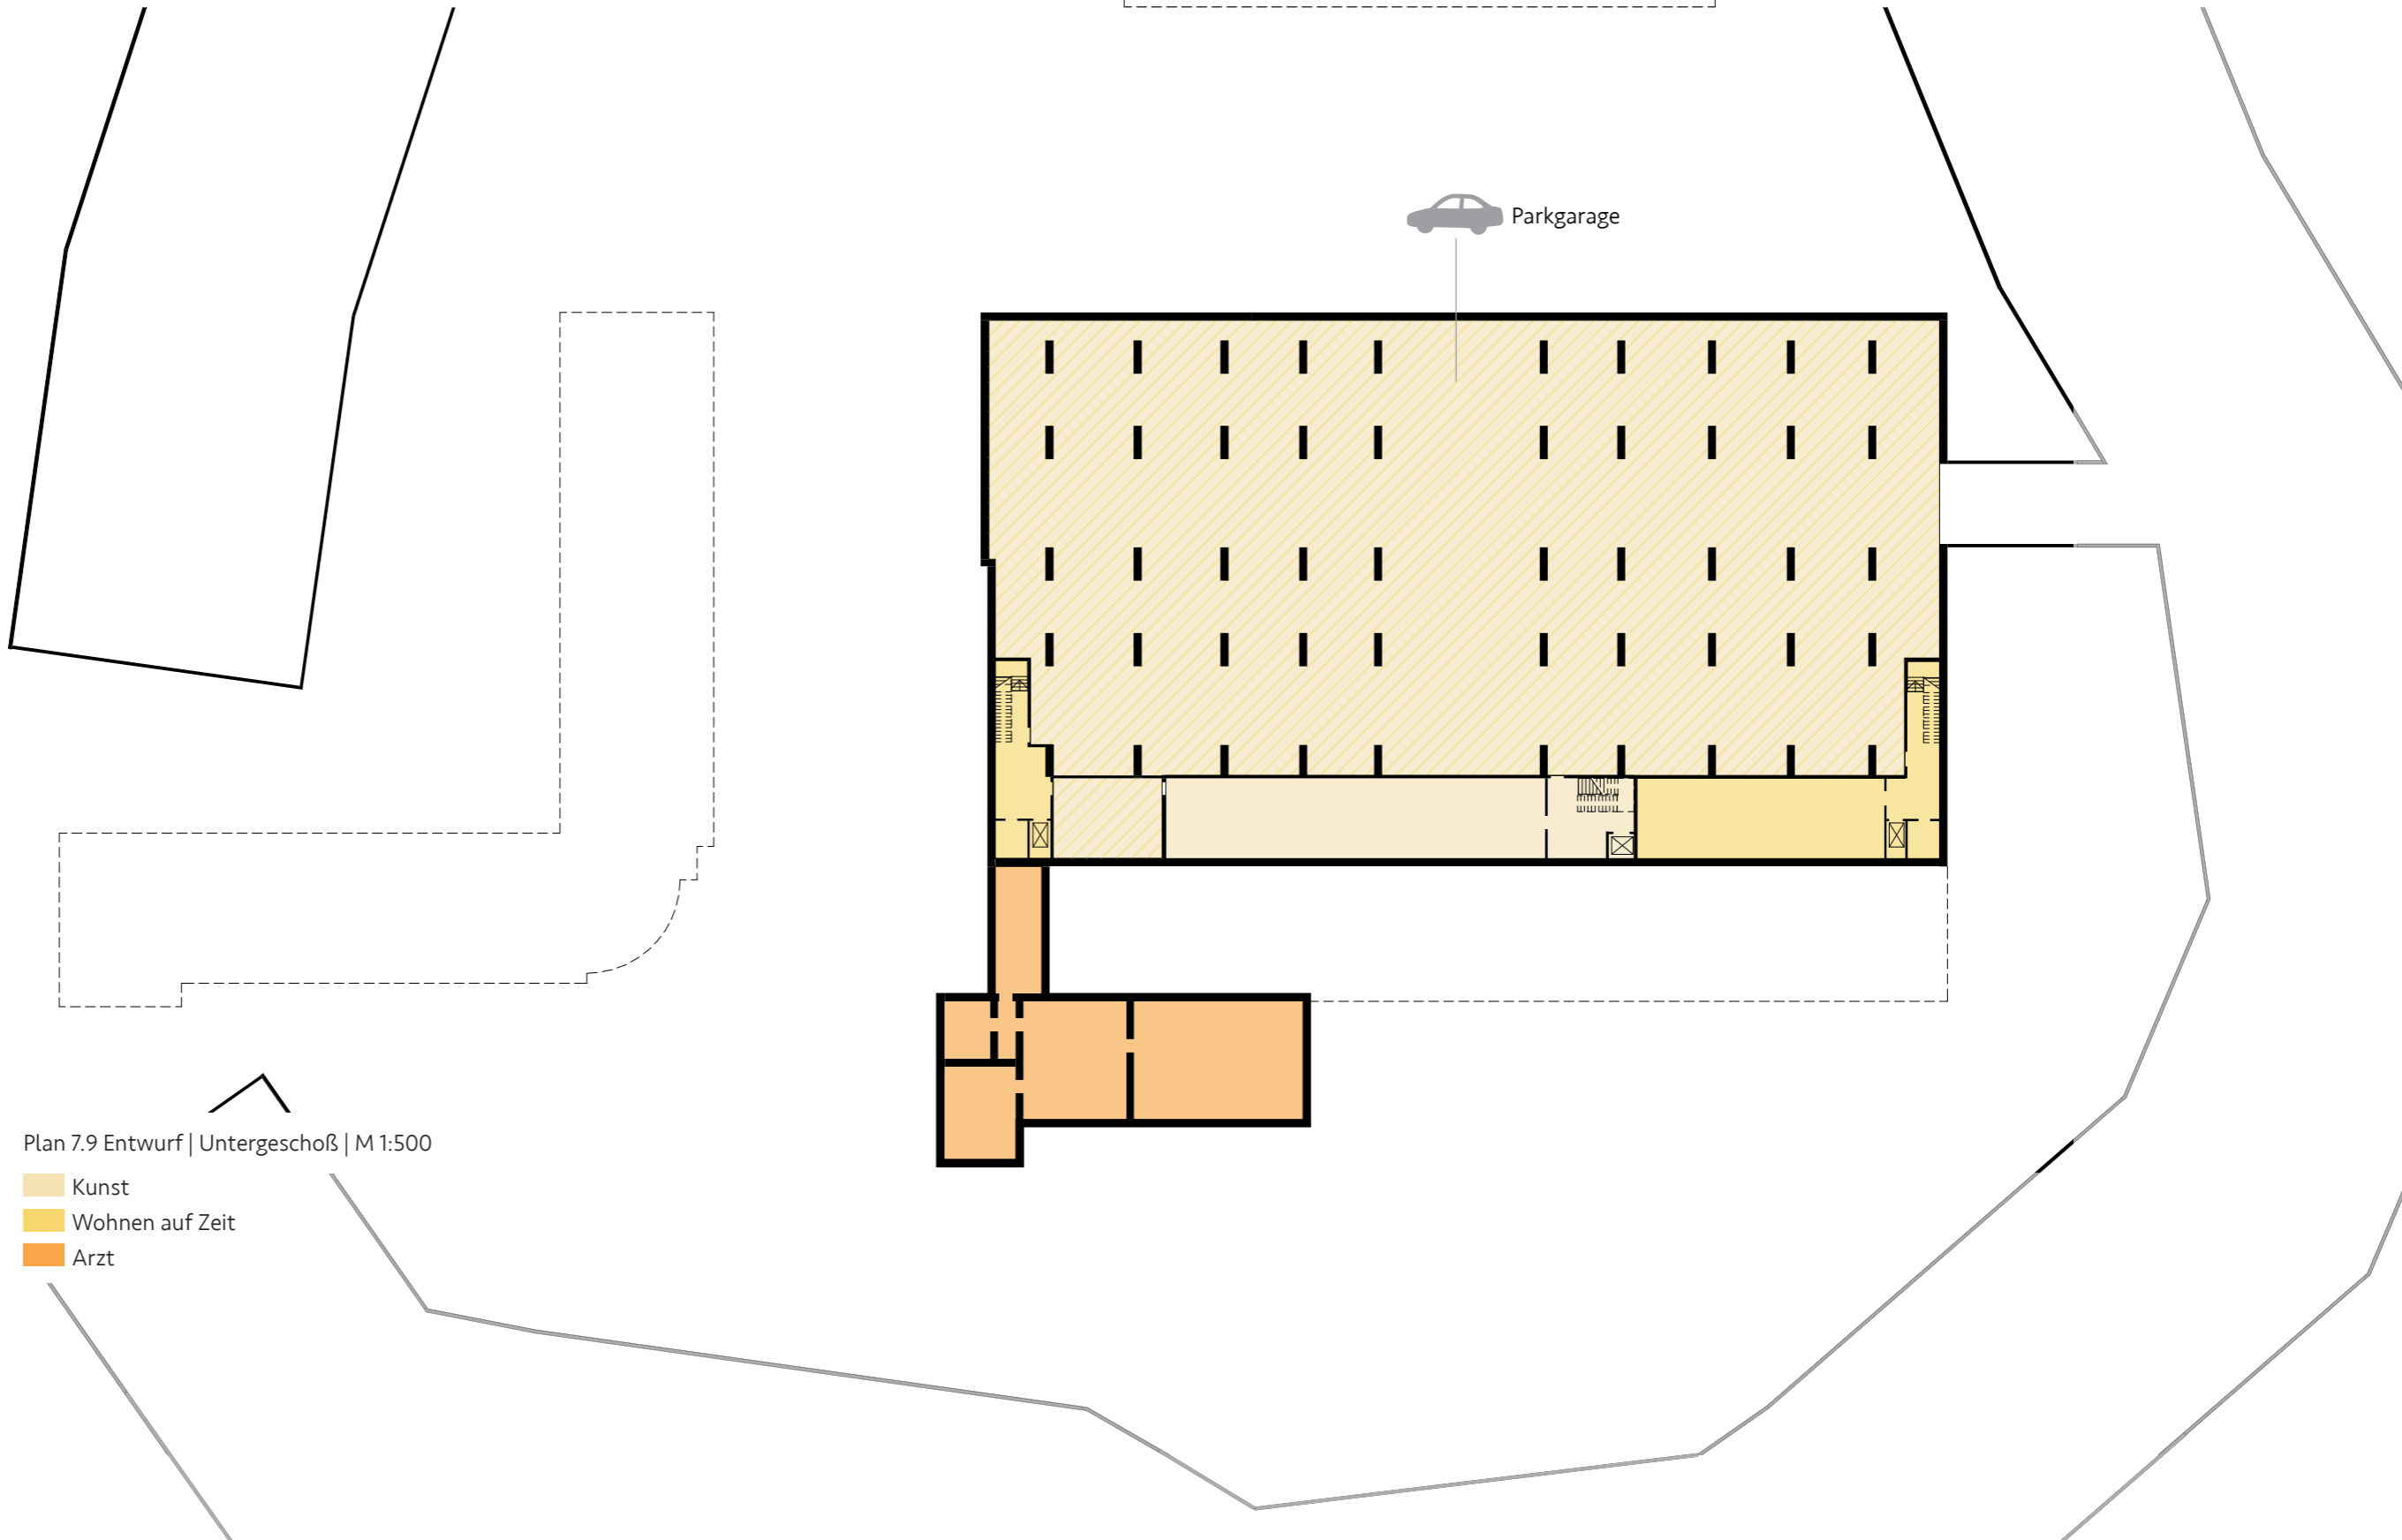 Parkgarage
Plan 7.9 Entwurf | Untergeschoß | M 1:500
Kunst
Wohnen auf Zeit
Arzt